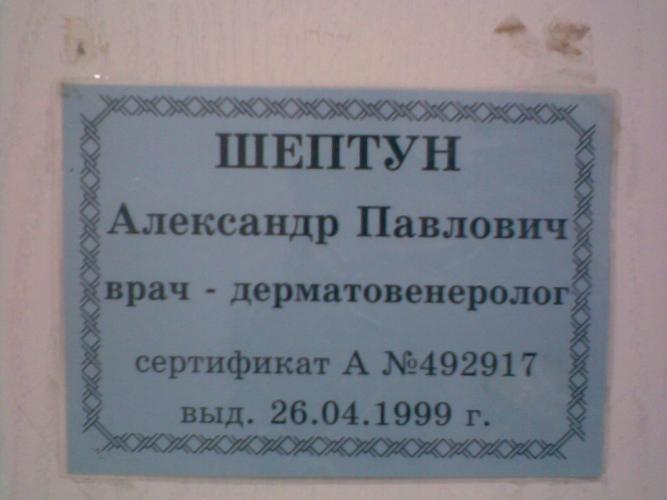 ШЕПТУН
Александр Павлович
врач - дерматовенеролог
сертификат А №492917
выд. 26.04.1999 г.